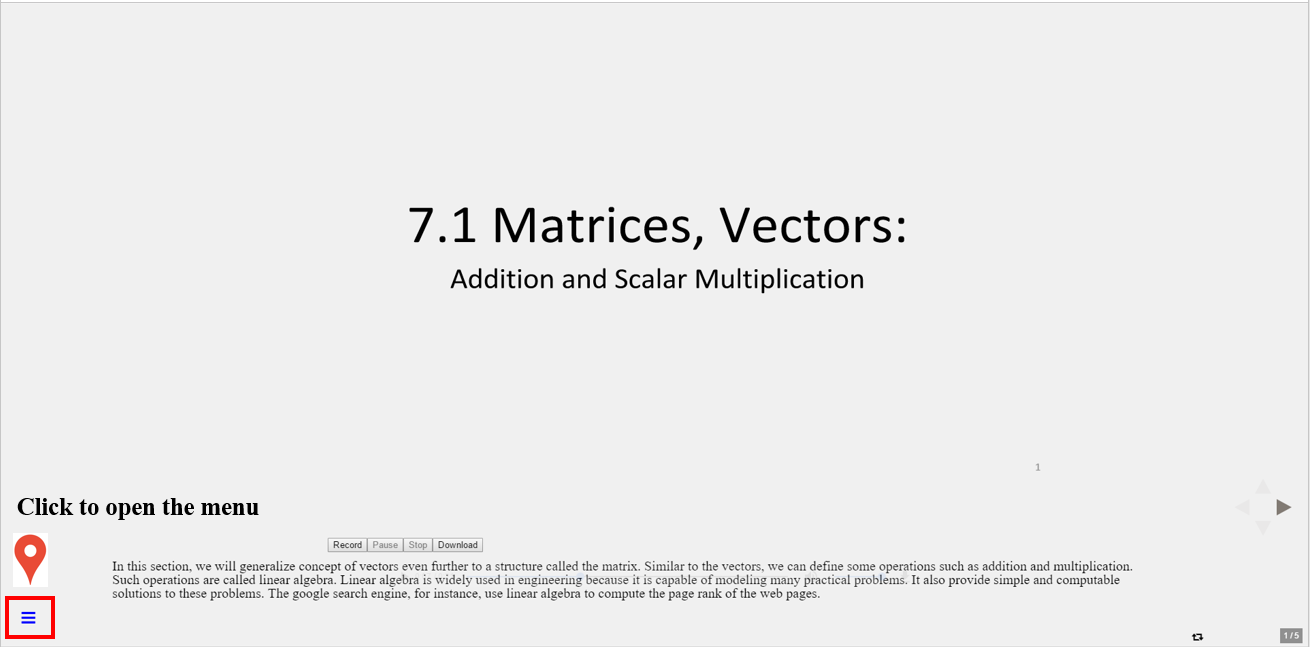 7.1 Matrices, Vectors:
Addition and Scalar Multiplication
1
Click to open the menu
Record Pause Stop Download
In this section, we will generalize concept of vectors even further to a structure called the matrix. Similar to the vectors, we can define some operations such as addition and multiplication.
Such operations are called linear algebra. Linear algebra is widely used in engineering because it is capable of modeling many practical problems. It also provide simple and computable
solutions to these problems. The google search engine, for instance, use linear algebra to compute the page rank of the web pages.
1 / 5